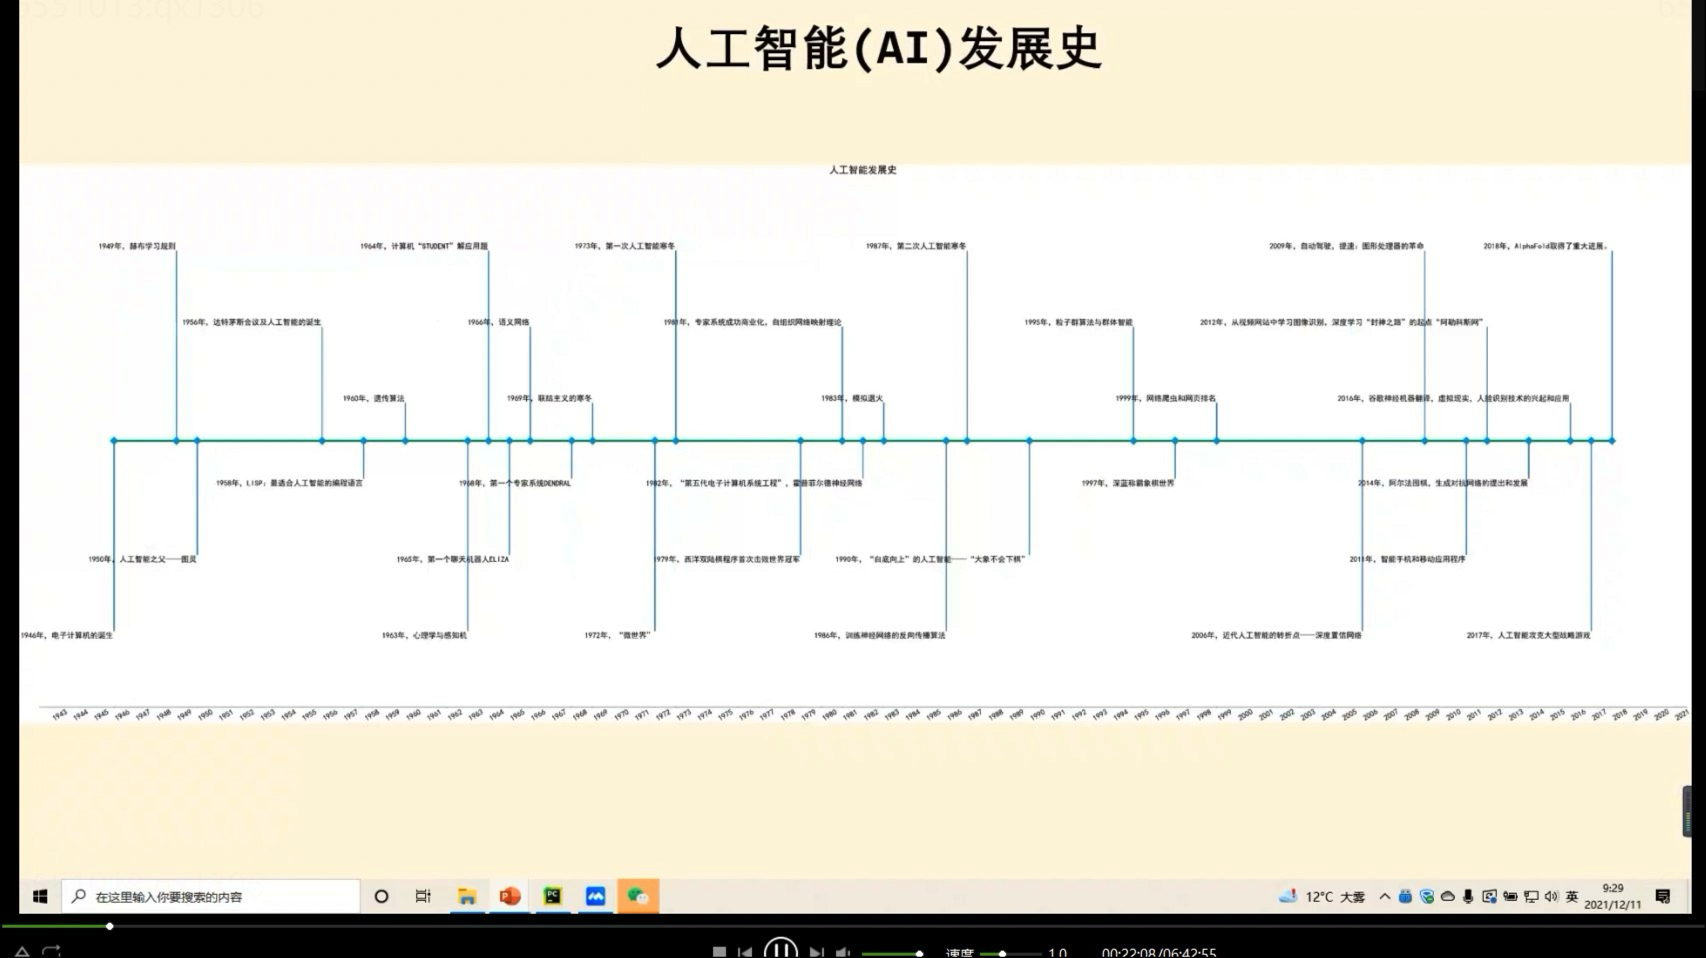 人工智能(AI)发展史
人工智能发展史
1949年，赫布学习规则
1964年，计算机“STUDENT”解应用题
1973年，第一次人工智能寒冬
1987年，第二次人工智能寒冬
2009年，自动驾驶，提速：图形处理器的革命
2018年，AlphaFold取得了重大进展。
1956年，达特茅斯会议及人工智能的诞生
1966年，语义网络
1981年，专家系统成功商业化，自组织网络映射理论
1995年，粒子群算法与群体智能
2012年，从视频网站中学习图像识别，深度学习“封神之路”的起点“阿勒科斯网”
1960年，遗传算法
1969年，联结主义的寒冬
1983年，模拟退火
1999年，网络爬虫和网页排名
2016年，谷歌神经机器翻译，虚拟现实，人脸识别技术的兴起和应用
1958年，LISP：最适合人工智能的编程语言
1968年，第一个专家系统DENDRAL
1982年，“第五代电子计算机系统工程”，霍普菲尔德神经网络
1997年，深蓝称霸象棋世界
2014年，阿尔法围棋，生成对抗网络的提出和发展
1950年，人工智能之父——图灵
1965年，第一个聊天机器人ELIZA
1979年，西洋双陆棋程序首次击败世界冠军
1990年，“自底向上”的人工智能——“大象不会下棋”
2011年，智能手机和移动应用程序
1946年，电子计算机的诞生
1963年，心理学与感知机
1972年，“微世界”
1986年，训练神经网络的反向传播算法
2006年，近代人工智能的转折点——深度置信网络
2017年，人工智能攻克大型战略游戏
1943 1944 1945 1946 1947 1948 1949 1950 1951 1952 1953 1954 1955 1956 1957 1958 1959 1960 1961 1962 1963 1964 1965 1966 1967 1968 1969 1970 1971 1972 1973 1974 1975 1976 1977 1978 1979 1980 1981 1982 1983 1984 1985 1986 1987 1988 1989 1990 1991 1992 1993 1994 1995 1996 1997 1998 1999 2000 2001 2002 2003 2004 2005 2006 2007 2008 2009 2010 2011 2012 2013 2014 2015 2016 2017 2018 2019 2020 2021
在这里输入你要搜索的内容
PC
12°C 大雾
英
9:29
2021/12/11
速度
1.0
00:22:08/06:42:55